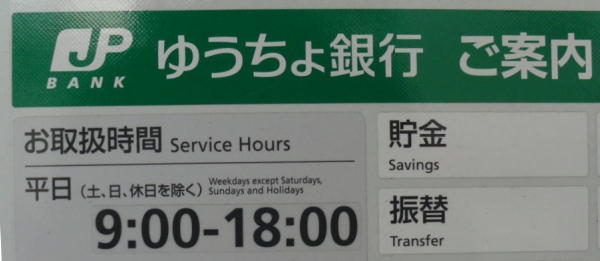 JP
BANK
ゆうちょ銀行 ご案内
お取扱時間 Service Hours
平日（土、日、休日を除く） Weekdays except Saturdays,
Sundays and Holidays
9:00-18:00
貯金
Savings
振替
Transfer